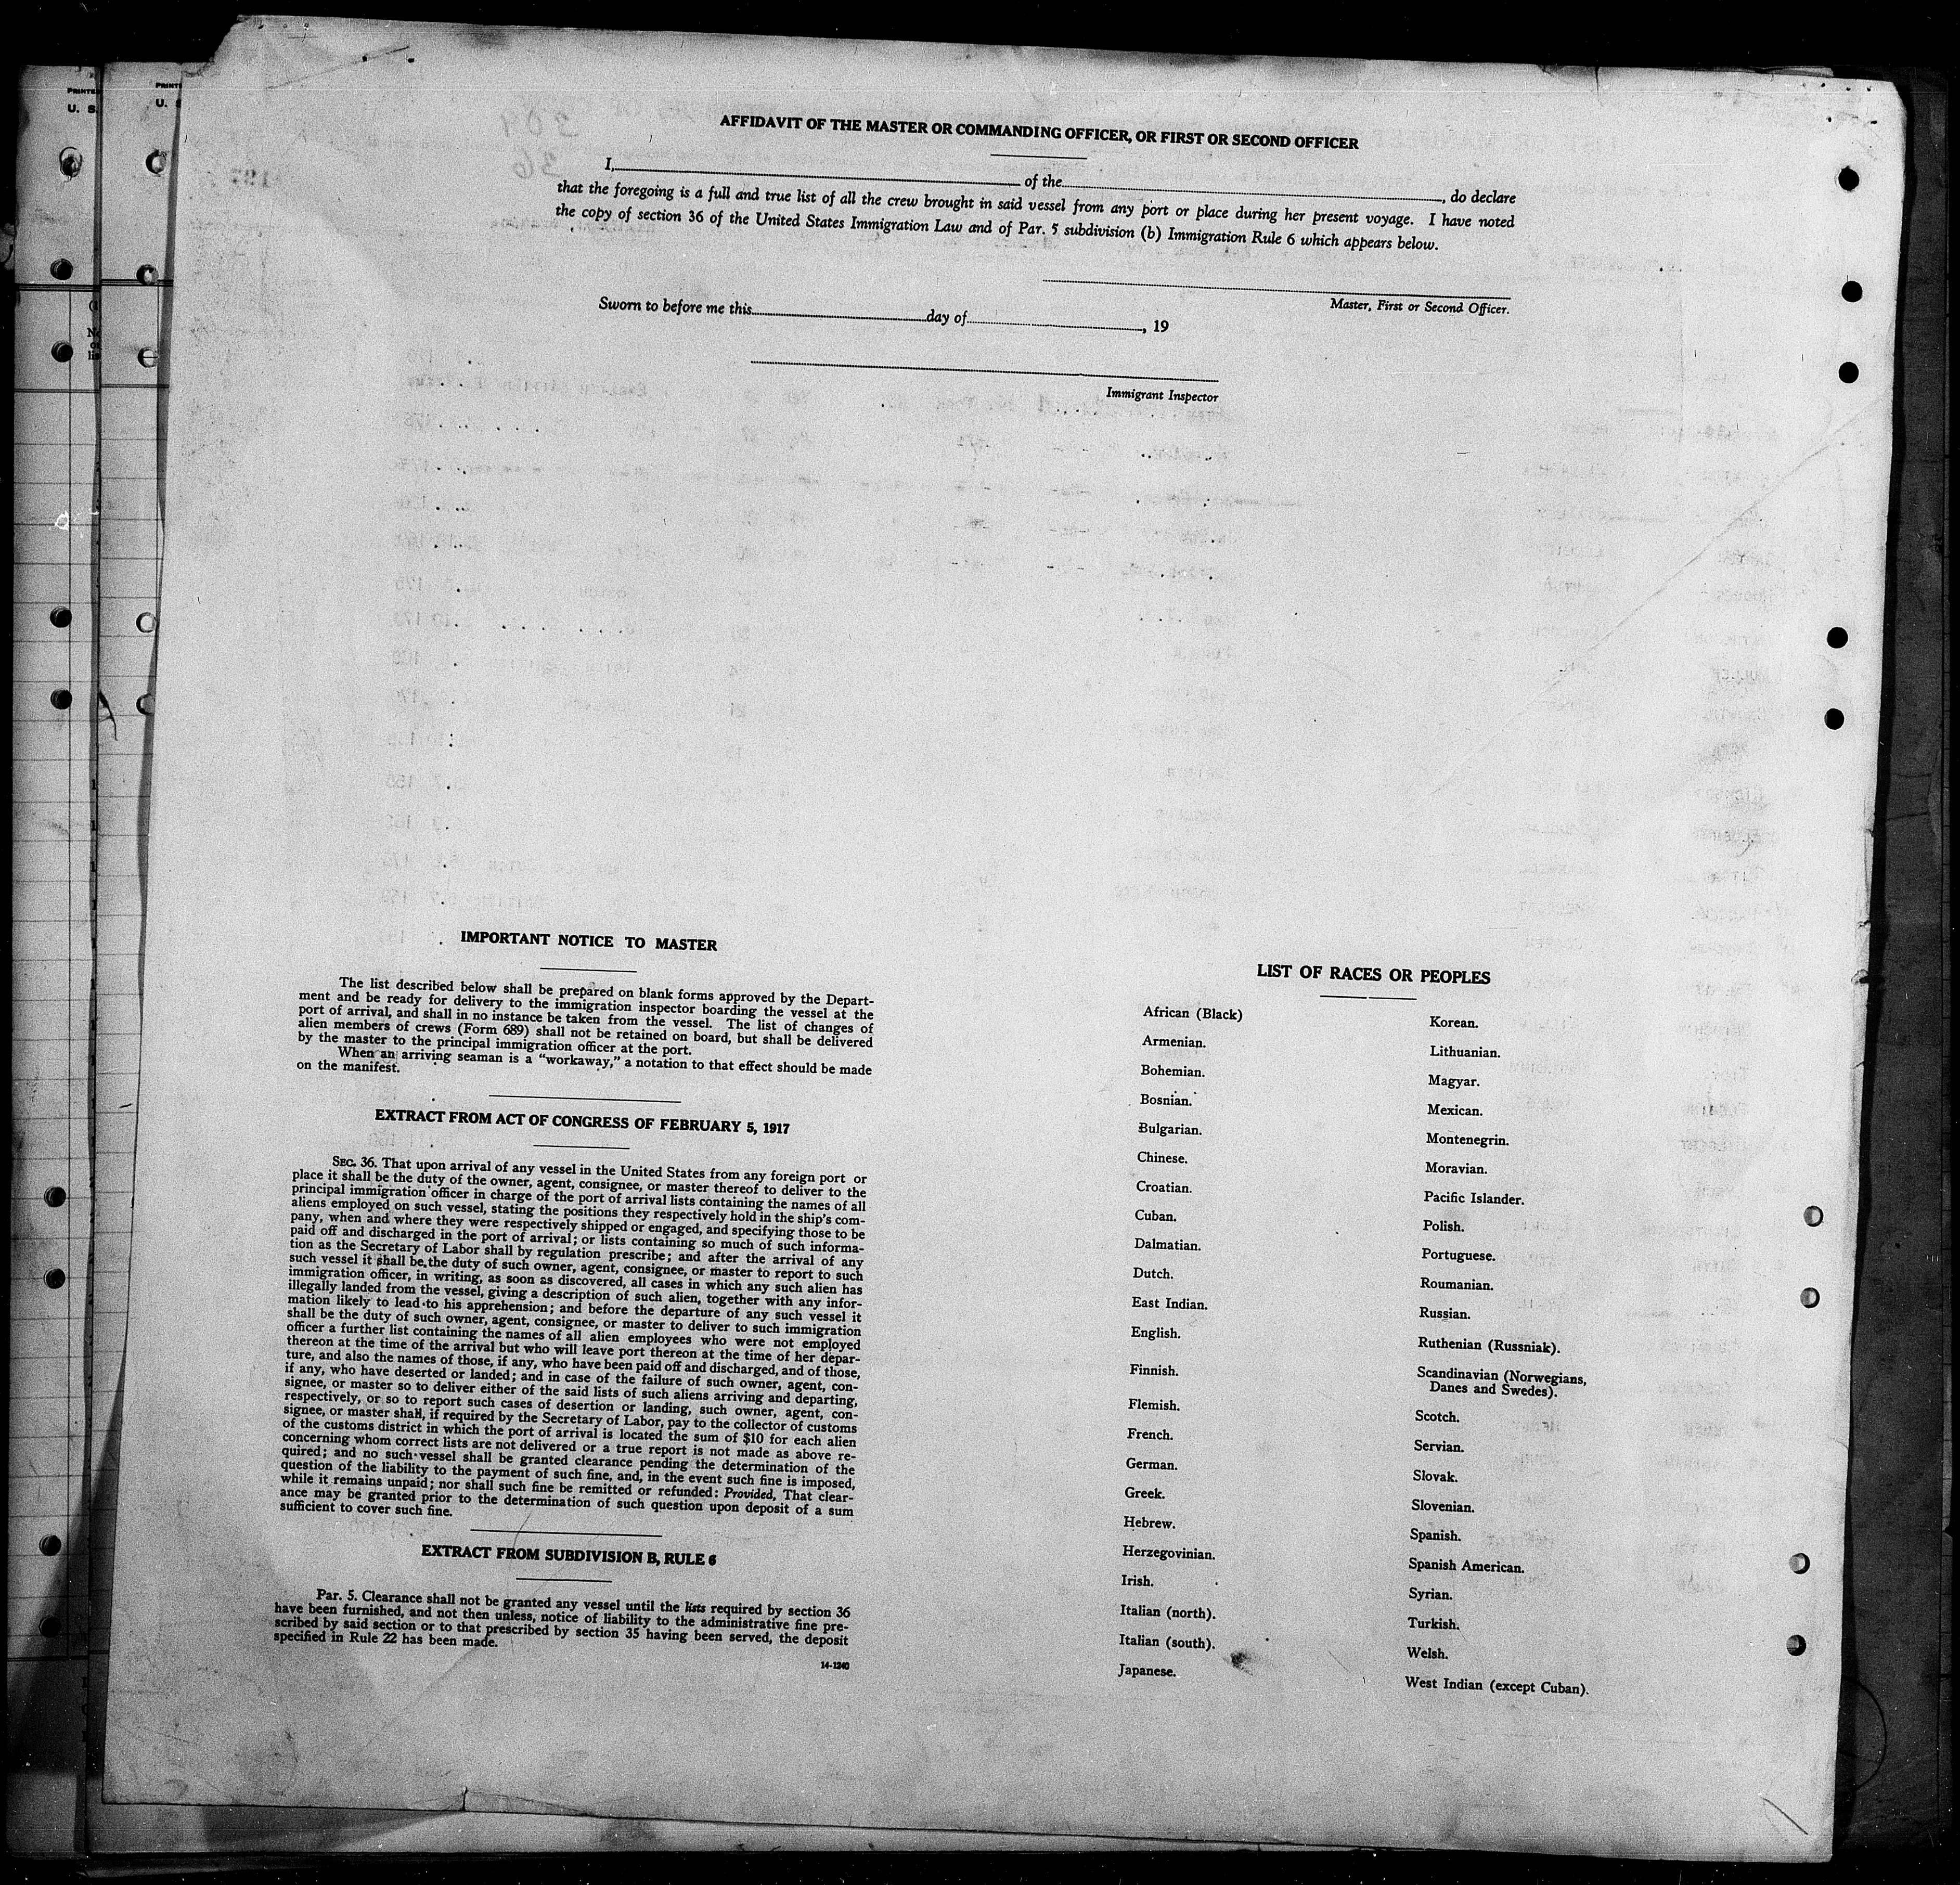 PRINTE
U. S.
PRINT
U. S
AFFIDAVIT OF THE MASTER OR COMMANDING OFFICER, OR FIRST OR SECOND OFFICER
I, of the , do declare
that the foregoing is a full and true list of all the crew brought in said vessel from any port or place during her present voyage. I have noted
the copy of section 36 of the United States Immigration Law and of Par. 5 subdivision (b) Immigration Rule 6 which appears below.
Master, First or Second Officer.
Sworn to before me this day of , 19
Immigrant Inspector
IMPORTANT NOTICE TO MASTER
The list described below shall be prepared on blank forms approved by the Depart-
ment and be ready for delivery to the immigration inspector boarding the vessel at the
port of arrival, and shall in no instance be taken from the vessel. The list of changes of
alien members of crews (Form 689) shall not be retained on board, but shall be delivered
by the master to the principal immigration officer at the port.
When an arriving seaman is a "workaway," a notation to that effect should be made
on the manifest.
EXTRACT FROM ACT OF CONGRESS OF FEBRUARY 5, 1917
SEC. 36. That upon arrival of any vessel in the United States from any foreign port or
place it shall be the duty of the owner, agent, consignee, or master thereof to deliver to the
principal immigration officer in charge of the port of arrival lists containing the names of all
aliens employed on such vessel, stating the positions they respectively hold in the ship's com-
pany, when and where they were respectively shipped or engaged, and specifying those to be
paid off and discharged in the port of arrival; or lists containing so much of such informa-
tion as the Secretary of Labor shall by regulation prescribe; and after the arrival of any
such vessel it shall be the duty of such owner, agent, consignee, or master to report to such
immigration officer, in writing, as soon as discovered, all cases in which any such alien has
illegally landed from the vessel, giving a description of such alien, together with any infor-
mation likely to lead to his apprehension; and before the departure of any such vessel it
shall be the duty of such owner, agent, consignee, or master to deliver to such immigration
officer a further list containing the names of all alien employees who were not employed
thereon at the time of the arrival but who will leave port thereon at the time of her depar-
ture, and also the names of those, if any, who have been paid off and discharged, and of those,
if any, who have deserted or landed; and in case of the failure of such owner, agent, con-
signee, or master so to deliver either of the said lists of such aliens arriving and departing,
respectively, or so to report such cases of desertion or landing, such owner, agent, con-
signee, or master shall, if required by the Secretary of Labor, pay to the collector of customs
of the customs district in which the port of arrival is located the sum of $10 for each alien
concerning whom correct lists are not delivered or a true report is not made as above re-
quired; and no such vessel shall be granted clearance pending the determination of the
question of the liability to the payment of such fine, and, in the event such fine is imposed,
while it remains unpaid; nor shall such fine be remitted or refunded: Provided, That clear-
ance may be granted prior to the determination of such question upon deposit of a sum
sufficient to cover such fine.
EXTRACT FROM SUBDIVISION B, RULE 6
Par. 5. Clearance shall not be granted any vessel until the lists required by section 36
have been furnished, and not then unless, notice of liability to the administrative fine pre-
scribed by said section or to that prescribed by section 35 having been served, the deposit
specified in Rule 22 has been made.
14-1240
LIST OF RACES OR PEOPLES
African (Black)
Armenian.
Bohemian.
Bosnian.
Bulgarian.
Chinese.
Croatian.
Cuban.
Dalmatian.
Dutch.
East Indian.
English.
Finnish.
Flemish.
French.
German.
Greek.
Hebrew.
Herzegovinian.
Irish.
Italian (north).
Italian (south).
Japanese.
Korean.
Lithuanian.
Magyar.
Mexican.
Montenegrin.
Moravian.
Pacific Islander.
Polish.
Portuguese.
Roumanian.
Russian.
Ruthenian (Russniak).
Scandinavian (Norwegians,
Danes and Swedes).
Scotch.
Servian.
Slovak.
Slovenian.
Spanish.
Spanish American.
Syrian.
Turkish.
Welsh.
West Indian (except Cuban).